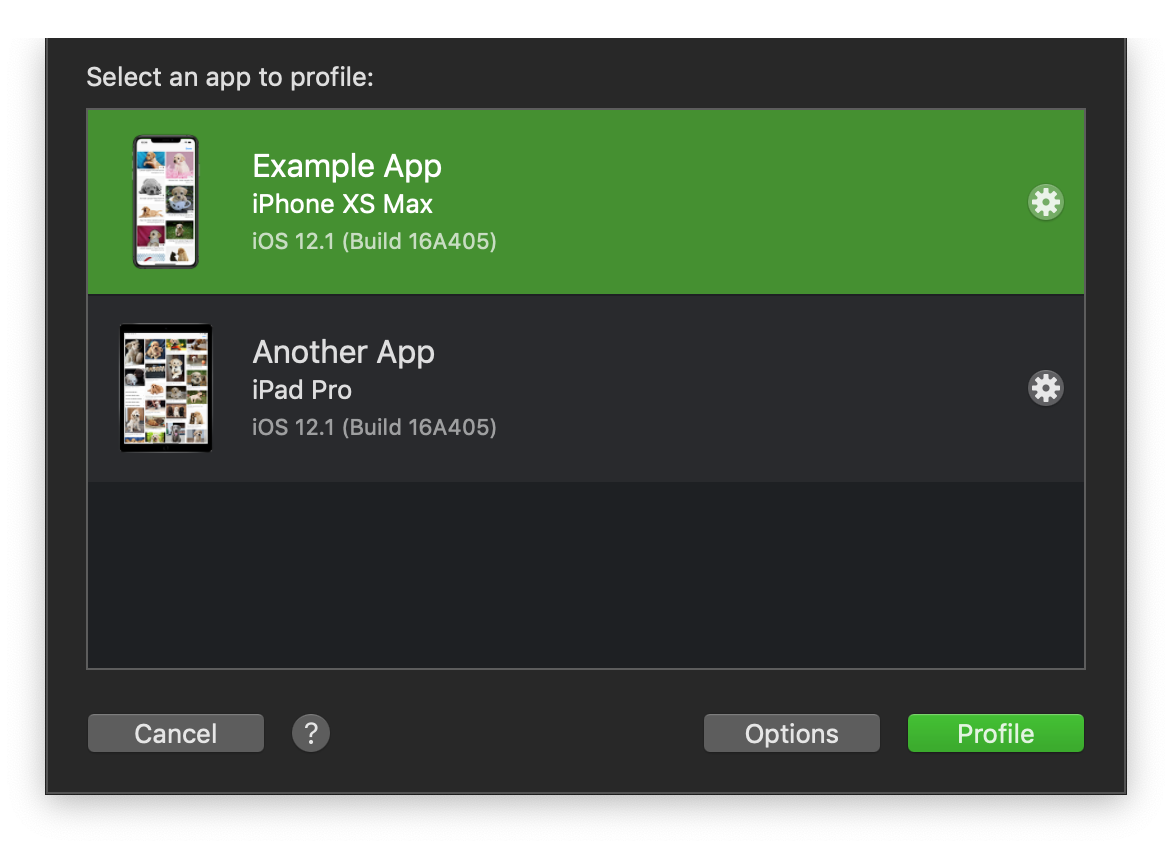 Select an app to profile:
Example App
iPhone XS Max
iOS 12.1 (Build 16A405)
Another App
iPad Pro
iOS 12.1 (Build 16A405)
Cancel
?
Options
Profile